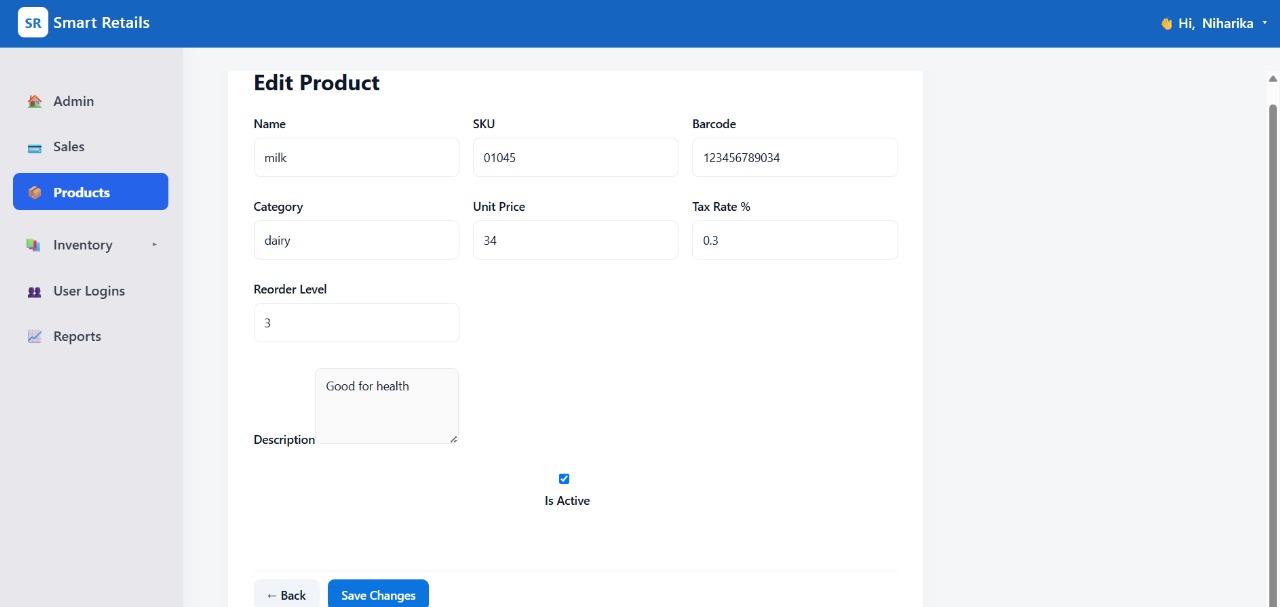 SR Smart Retails
👋 Hi, Niharika
Admin
Sales
Products
Inventory
User Logins
Reports
Edit Product
Name SKU Barcode
milk 01045 123456789034
Category Unit Price Tax Rate %
dairy 34 0.3
Reorder Level
3
Good for health
Description
Is Active
← Back Save Changes